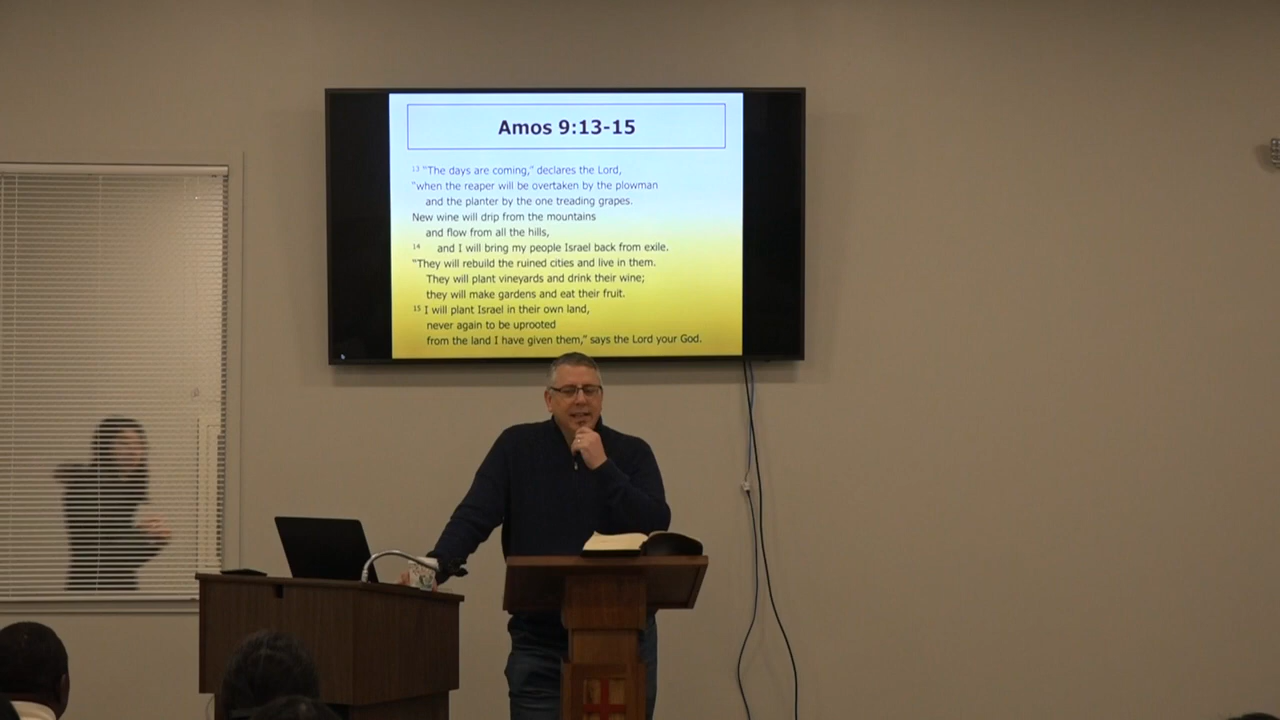 Amos 9:13-15
13 "The days are coming," declares the Lord,
"when the reaper will be overtaken by the plowman
and the planter by the one treading grapes.
New wine will drip from the mountains
and flow from all the hills,
14 and I will bring my people Israel back from exile.
"They will rebuild the ruined cities and live in them.
They will plant vineyards and drink their wine;
they will make gardens and eat their fruit.
15 I will plant Israel in their own land,
never again to be uprooted
from the land I have given them," says the Lord your God.